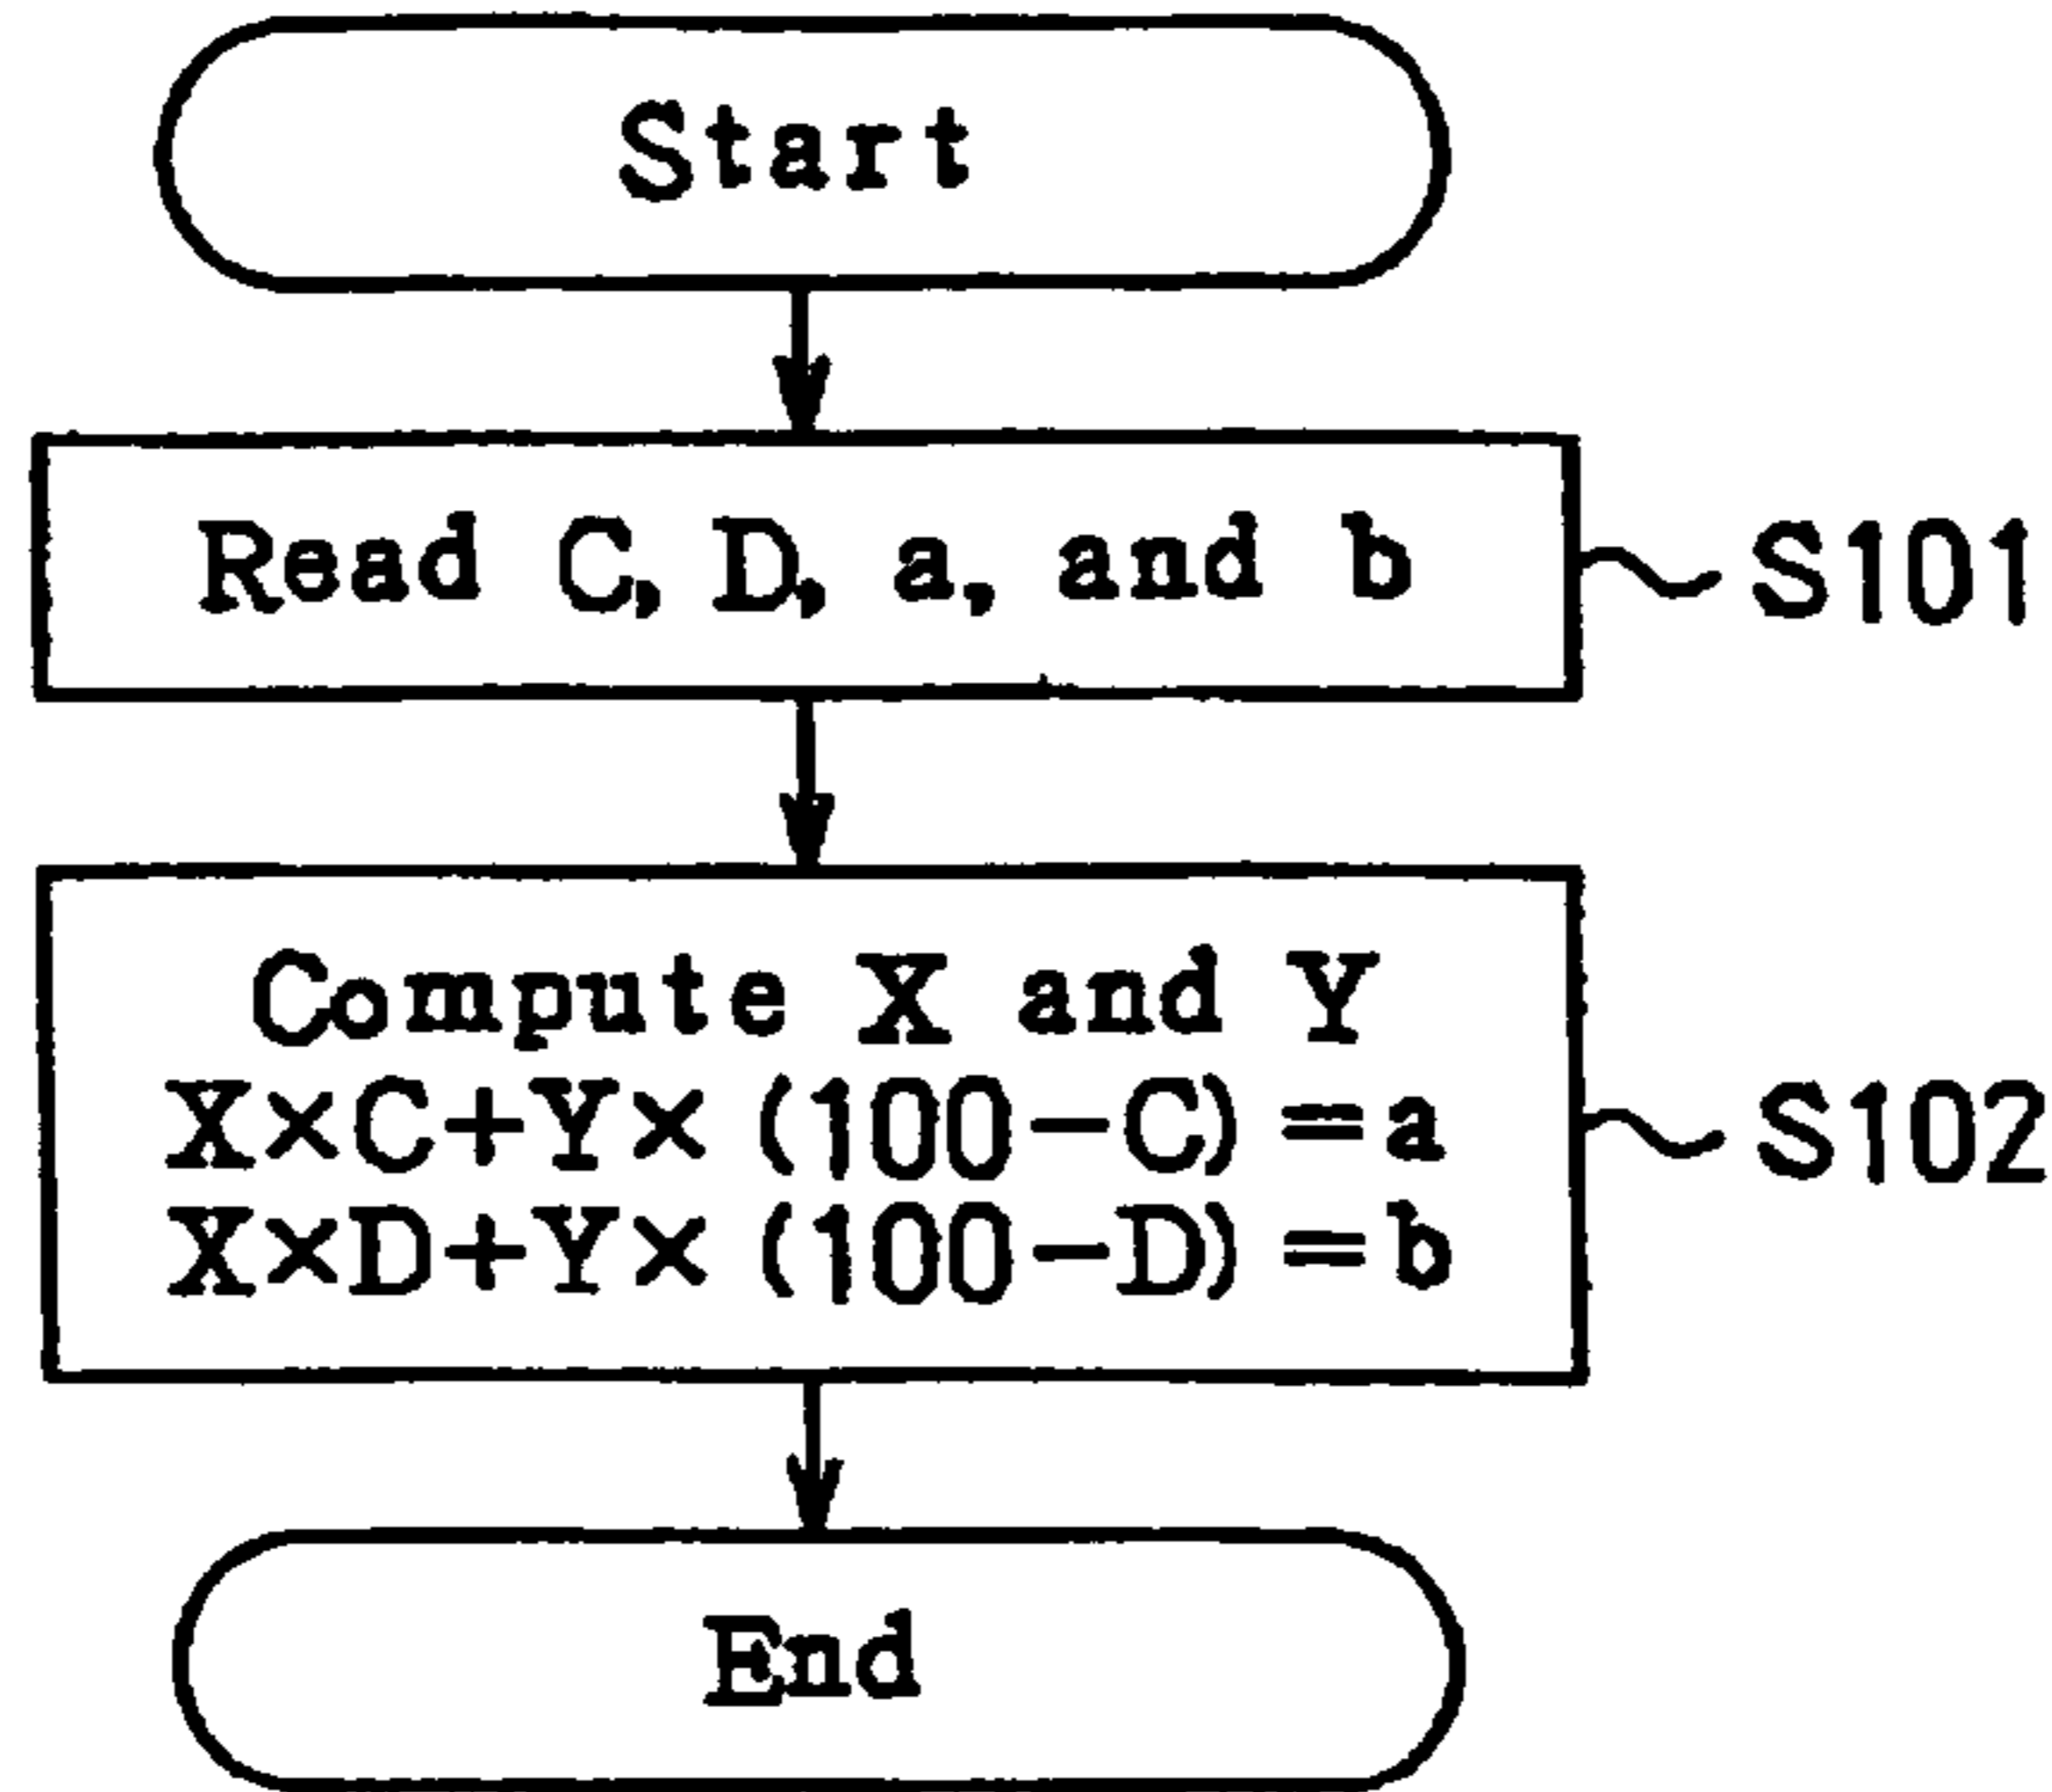 Start
Read C, D, a, and b
S101
Compute X and Y
X×C+Y×(100-C)=a
S102
X×D+Y×(100-D)=b
End